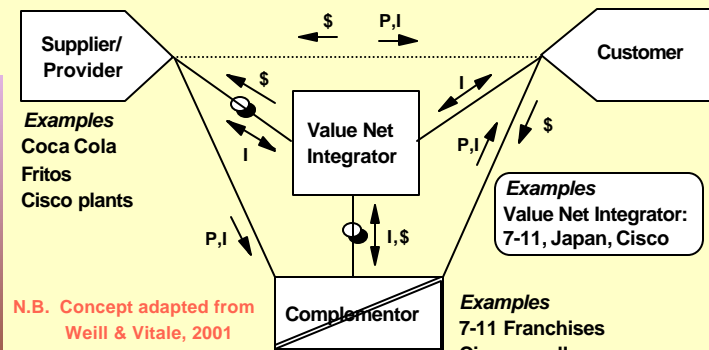 Supplier/
Provider
$ P,I
Customer
$
I
Value Net
Integrator
I
$
P,I
Examples
Coca Cola
Fritos
Cisco plants
Examples
Value Net Integrator:
7-11, Japan, Cisco
P,I
I,$
N.B. Concept adapted from
Weill & Vitale, 2001
Complementor
Examples
7-11 Franchises